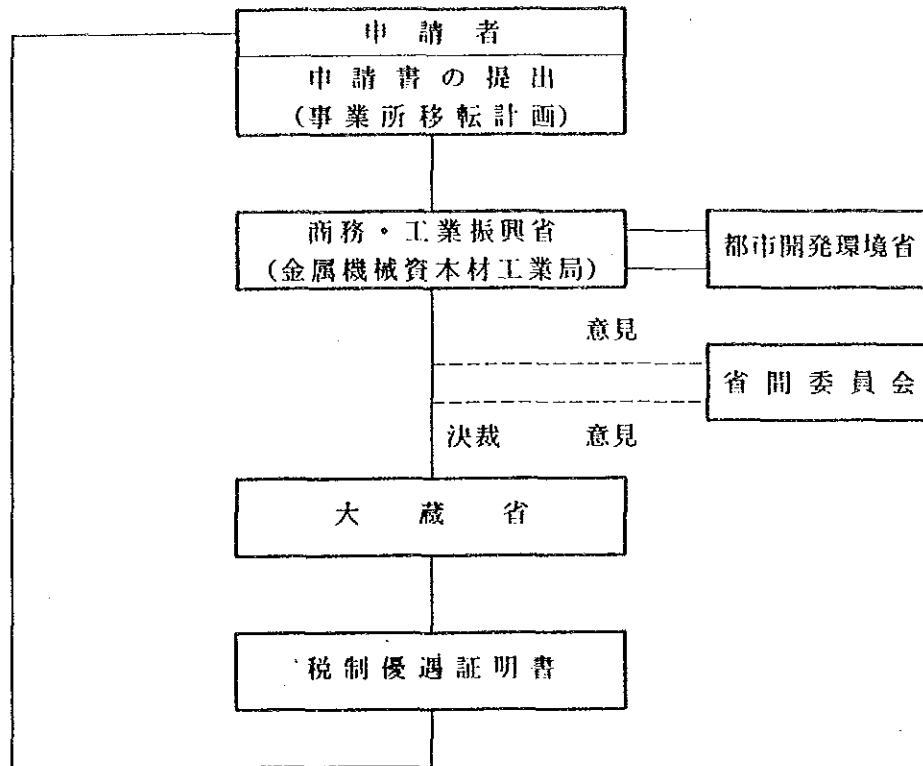 申請者
申請書の提出
(事業所移転計画)
商務・工業振興省
(金属機械資本材工業局)
都市開発環境省
意見
省間委員会
決裁 意見
大蔵省
税制優遇証明書